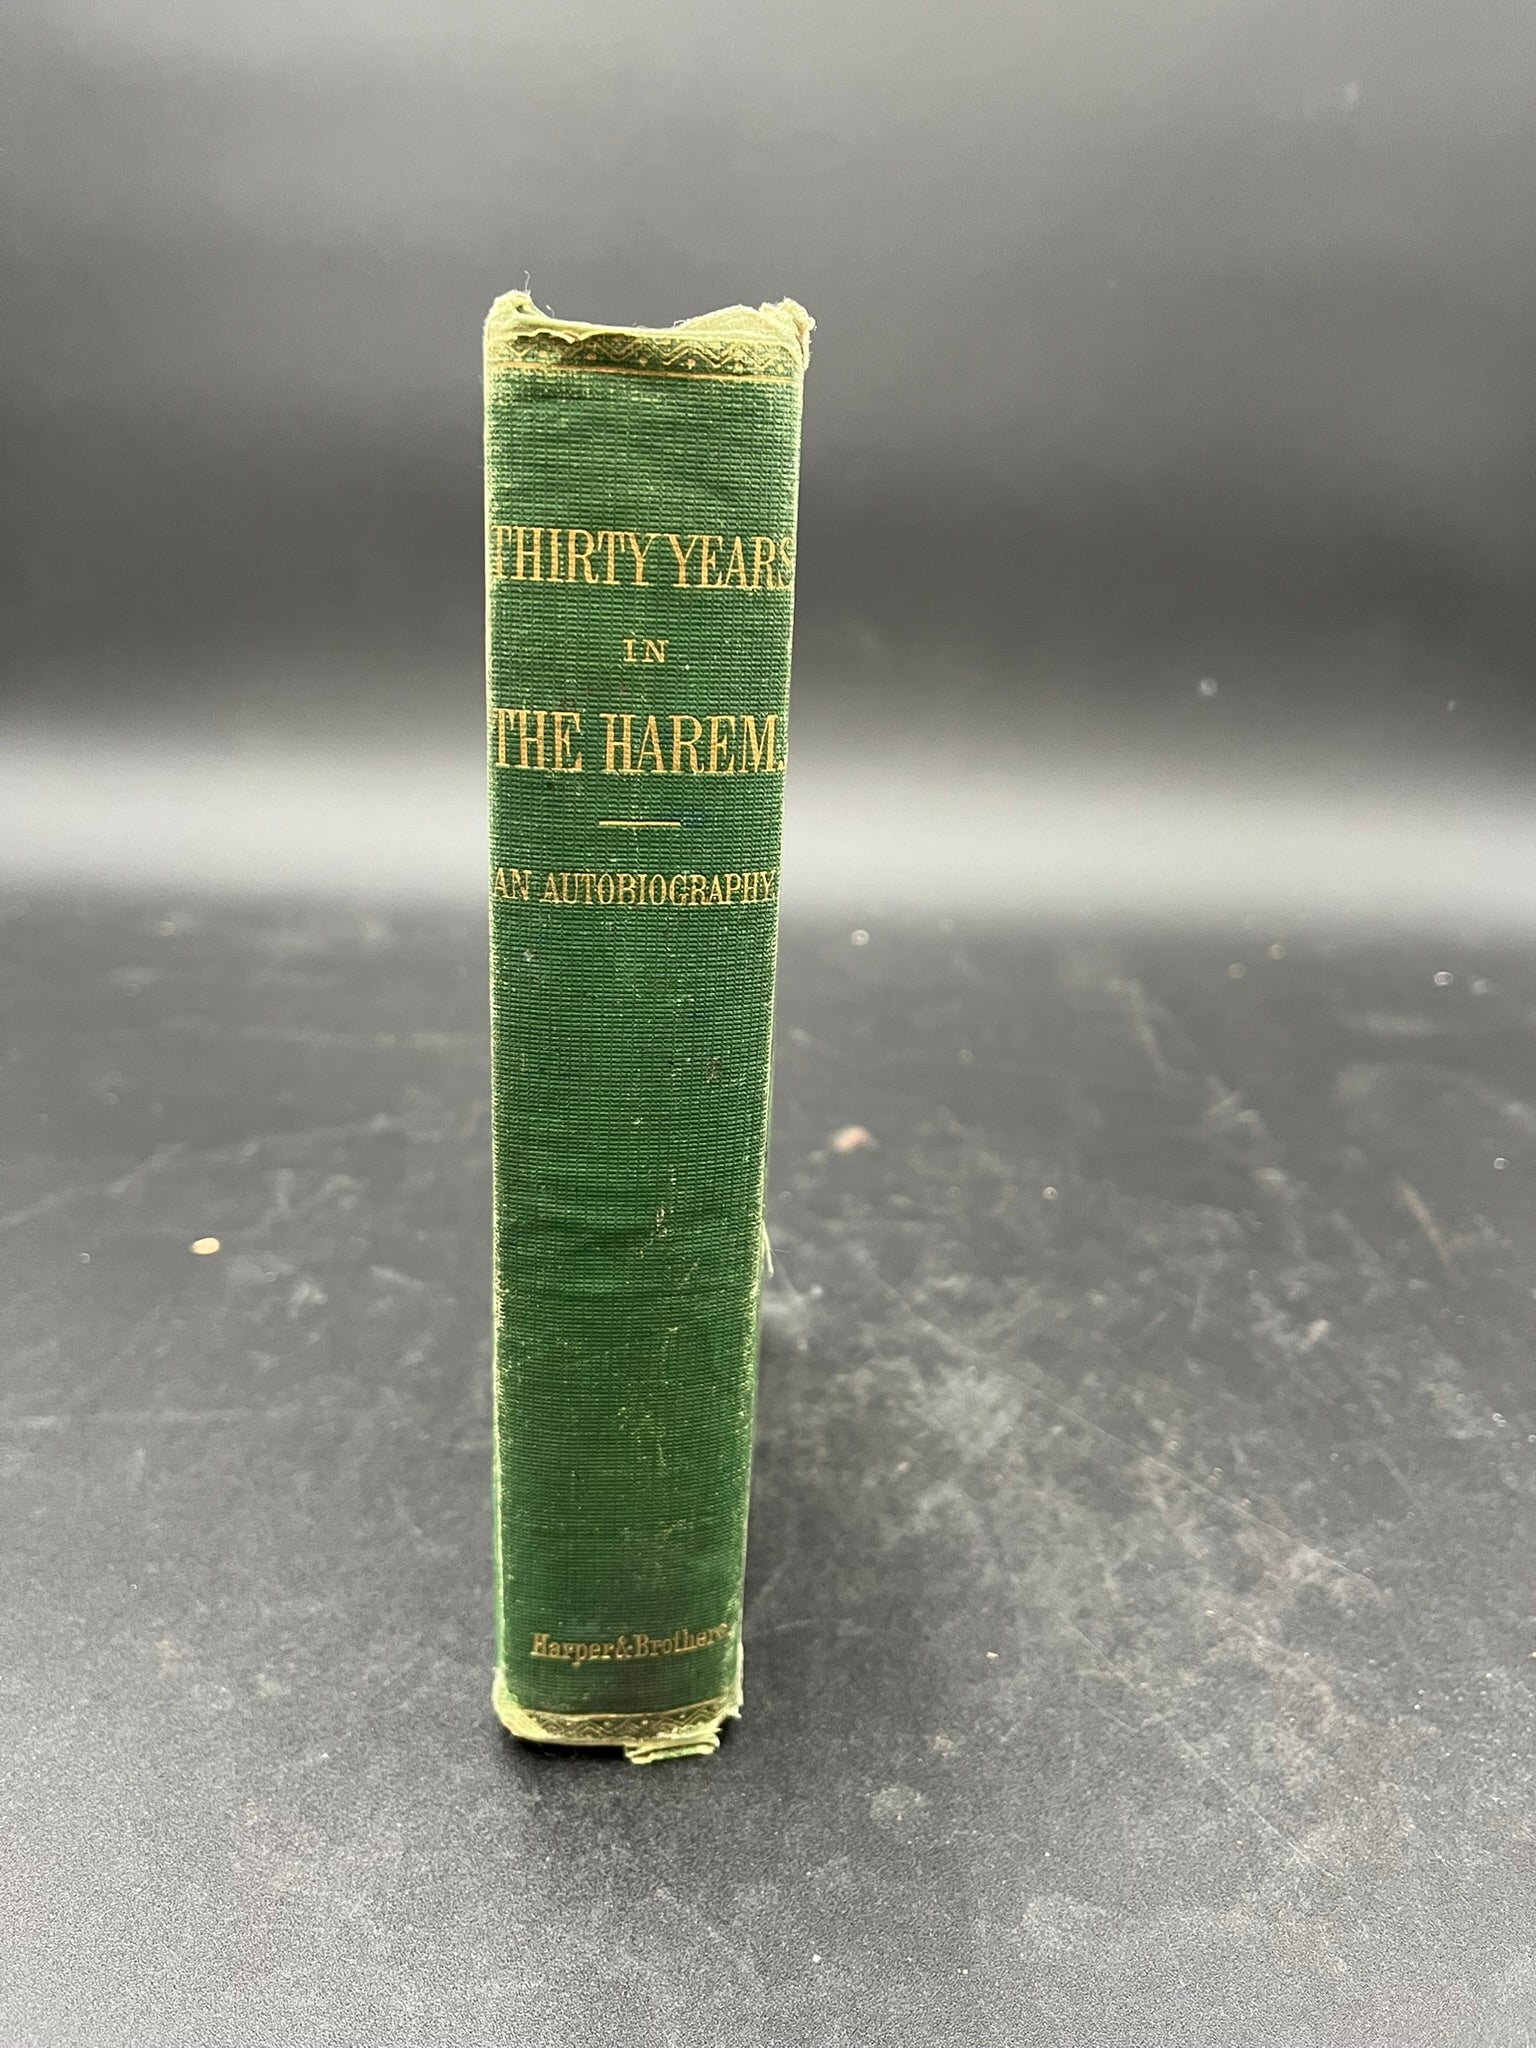 THIRTY YEARS
IN
THE HAREM.
AN AUTOBIOGRAPHY.
Harper & Brothers.